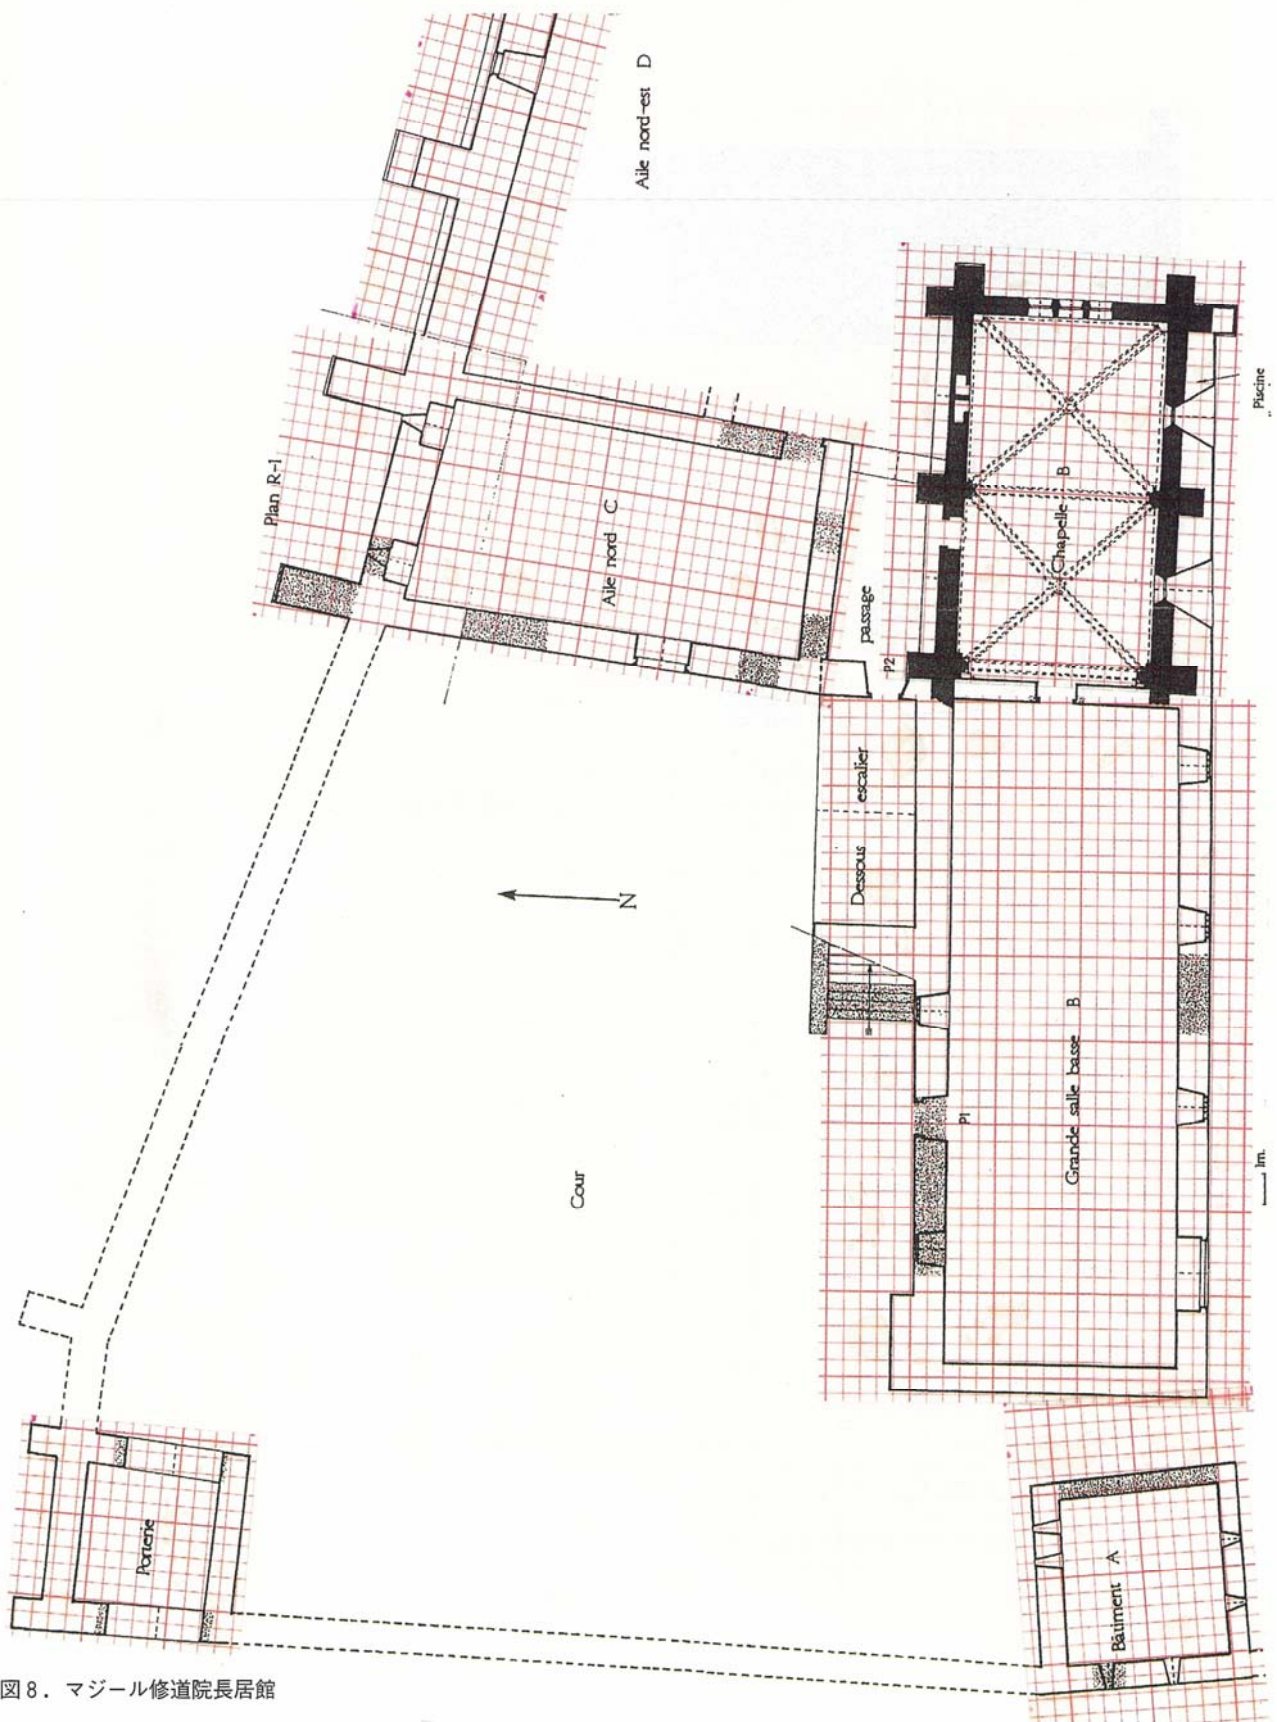 Aile nord-est D
Plan R-1
Aile nord C
passage
P2
Chapelle B
Piscine
Dessous escalier
N
Cour
P1
Grande salle basse B
1m.
Porterie
Bâtiment A
図8. マジール修道院長居館